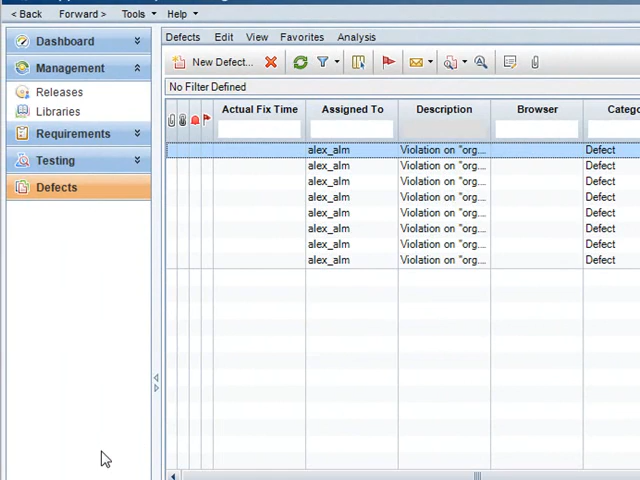 < Back Forward > Tools Help
Dashboard
Management
Releases
Libraries
Requirements
Testing
Defects
Defects Edit View Favorites Analysis
New Defect...
No Filter Defined
Actual Fix Time Assigned To Description Browser Catego
alex_alm Violation on "org.... Defect
alex_alm Violation on "org.... Defect
alex_alm Violation on "org.... Defect
alex_alm Violation on "org.... Defect
alex_alm Violation on "org.... Defect
alex_alm Violation on "org.... Defect
alex_alm Violation on "org.... Defect
alex_alm Violation on "org.... Defect